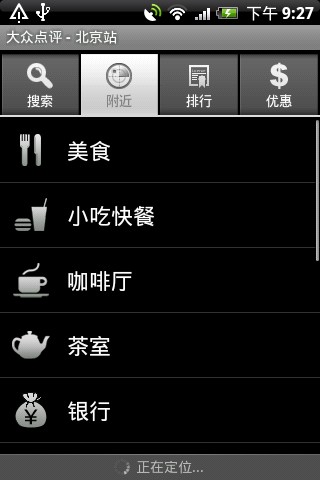 下午 9:27
大众点评 - 北京站
搜索
附近
排行
优惠
美食
小吃快餐
咖啡厅
茶室
银行
正在定位...